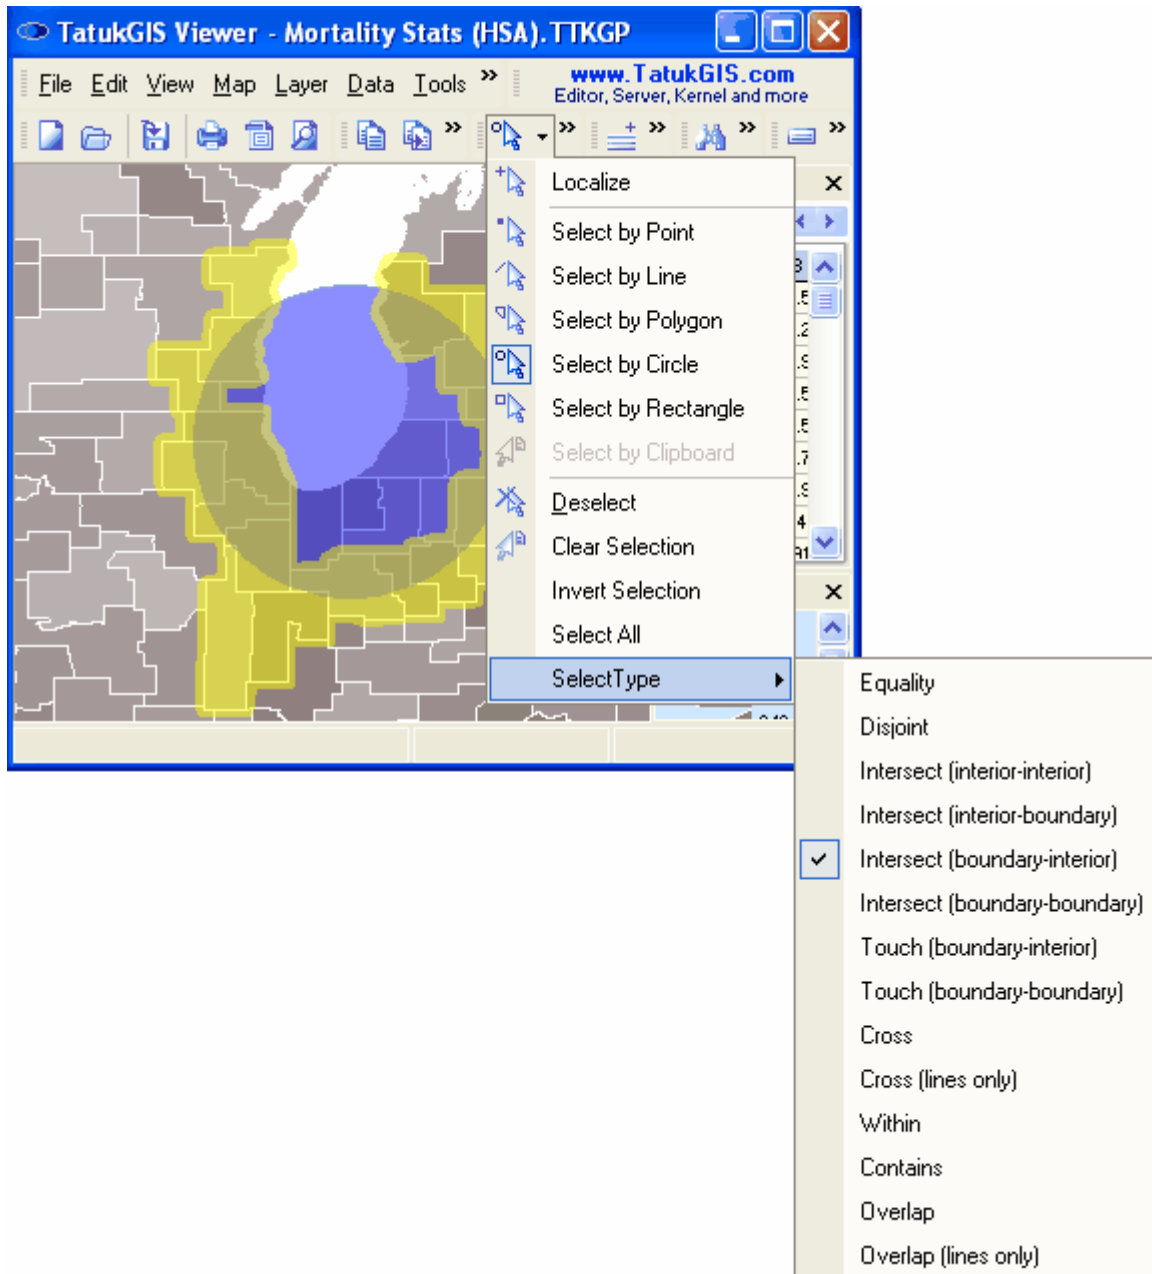 TatukGIS Viewer - Mortality Stats (HSA).TTKGP
File Edit View Map Layer Data Tools »
www.TatukGIS.com
Editor, Server, Kernel and more
Localize
Select by Point
Select by Line
Select by Polygon
Select by Circle
Select by Rectangle
Select by Clipboard
Deselect
Clear Selection
Invert Selection
Select All
SelectType
Equality
Disjoint
Intersect (interior-interior)
Intersect (interior-boundary)
Intersect (boundary-interior)
Intersect (boundary-boundary)
Touch (boundary-interior)
Touch (boundary-boundary)
Cross
Cross (lines only)
Within
Contains
Overlap
Overlap (lines only)